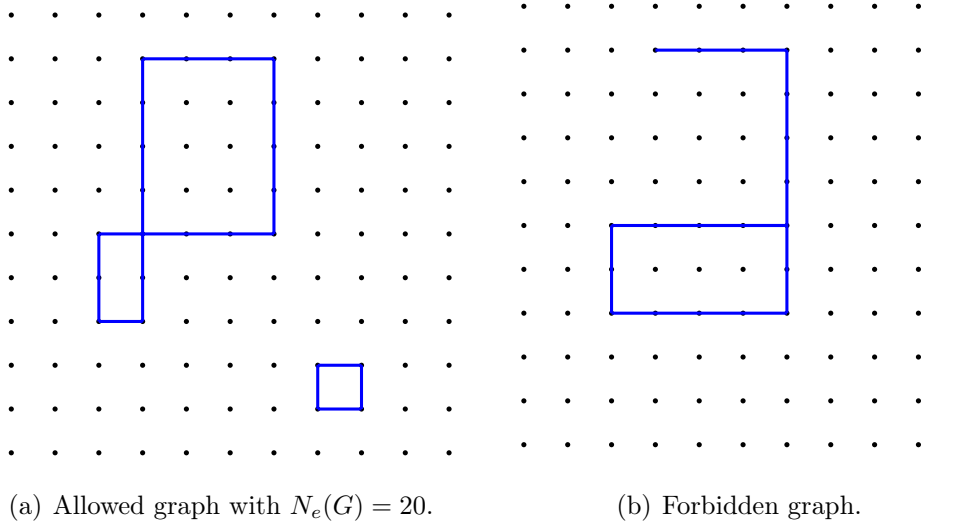 (a) Allowed graph with $N_e(G) = 20$.
(b) Forbidden graph.